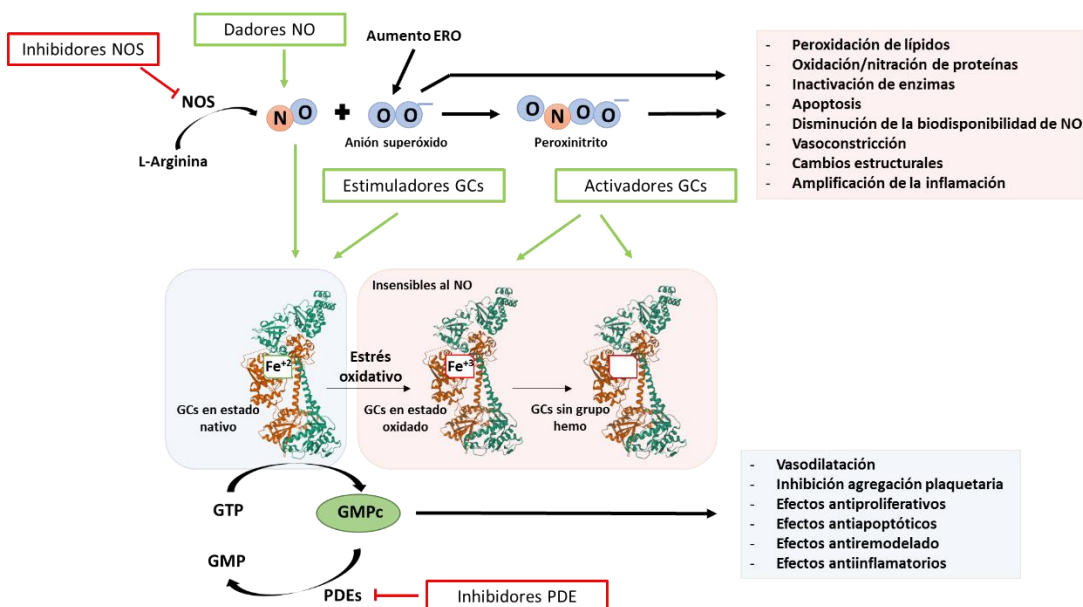 Dadores NO
Inhibidores NOS
Aumento ERO
NOS
N O
+
O O –
O N O O –
L-Arginina
Anión superóxido
Peroxinitrito
- Peroxidación de lípidos
- Oxidación/nitración de proteínas
- Inactivación de enzimas
- Apoptosis
- Disminución de la biodisponibilidad de NO
- Vasoconstricción
- Cambios estructurales
- Amplificación de la inflamación
Estimuladores GCs
Activadores GCs
Insensibles al NO
Fe+2
Estrés
oxidativo
Fe+3
GCs en estado
nativo
GCs en estado
oxidado
GCs sin grupo
hemo
GTP
GMPc
GMP
PDEs
Inhibidores PDE
- Vasodilatación
- Inhibición agregación plaquetaria
- Efectos antiproliferativos
- Efectos antiapoptóticos
- Efectos antiremodelado
- Efectos antiinflamatorios